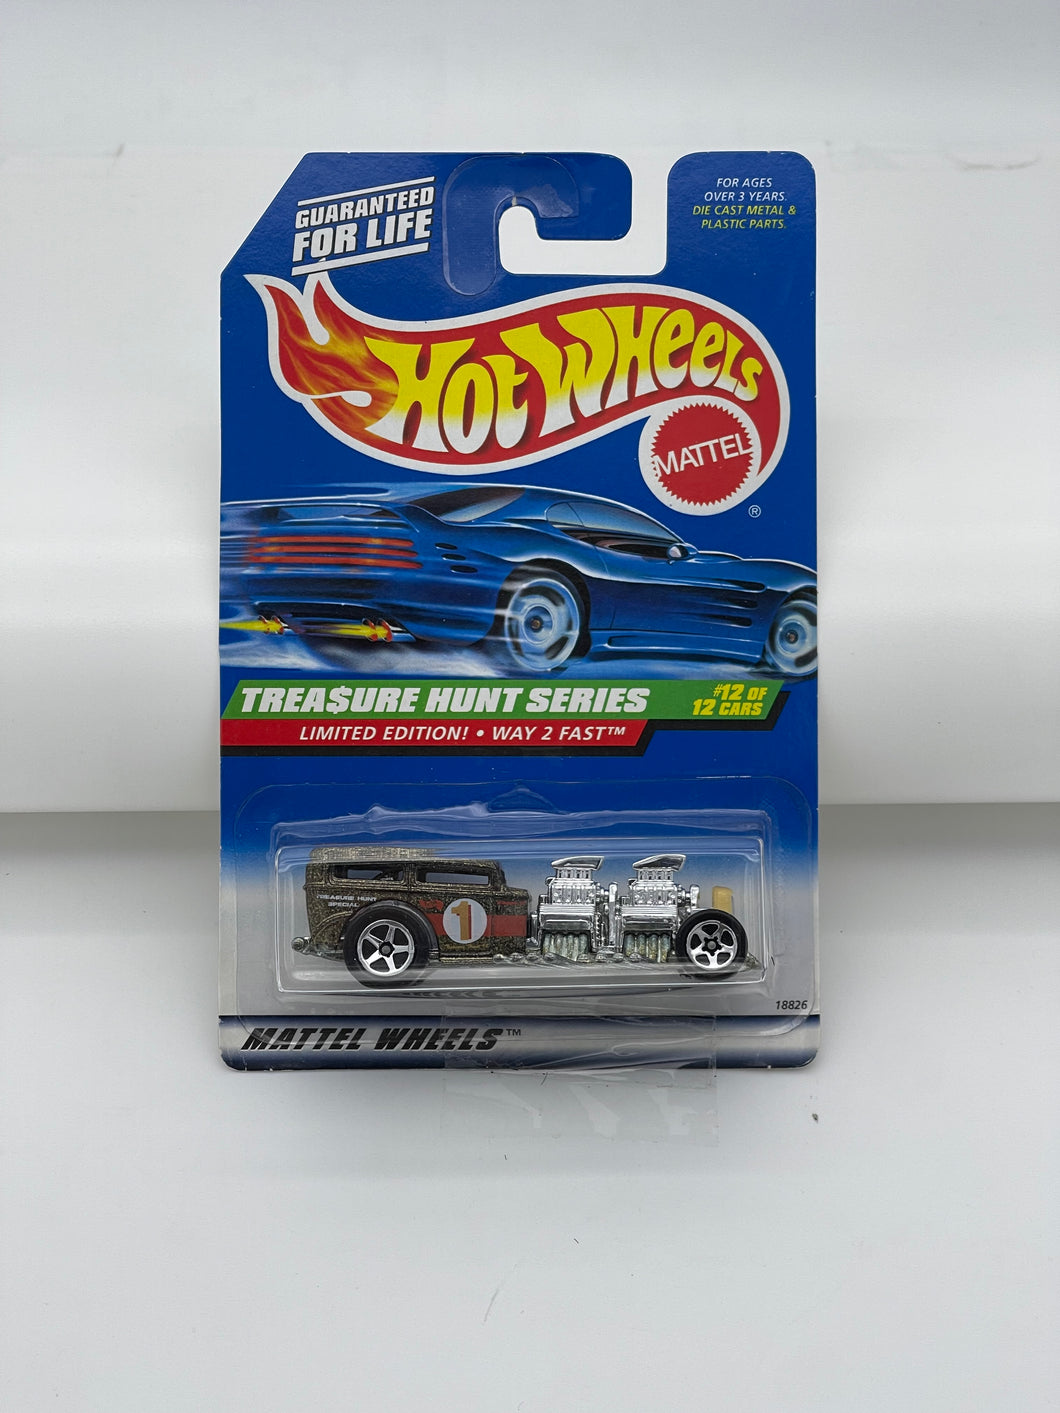 GUARANTEED
FOR LIFE
FOR AGES
OVER 3 YEARS.
DIE CAST METAL &
PLASTIC PARTS.
HOT WHEELS
MATTEL
®
TREA$URE HUNT SERIES
#12 OF
12 CARS
LIMITED EDITION! • WAY 2 FAST™
TREASURE HUNT
SPECIAL
1
18826
MATTEL WHEELS™